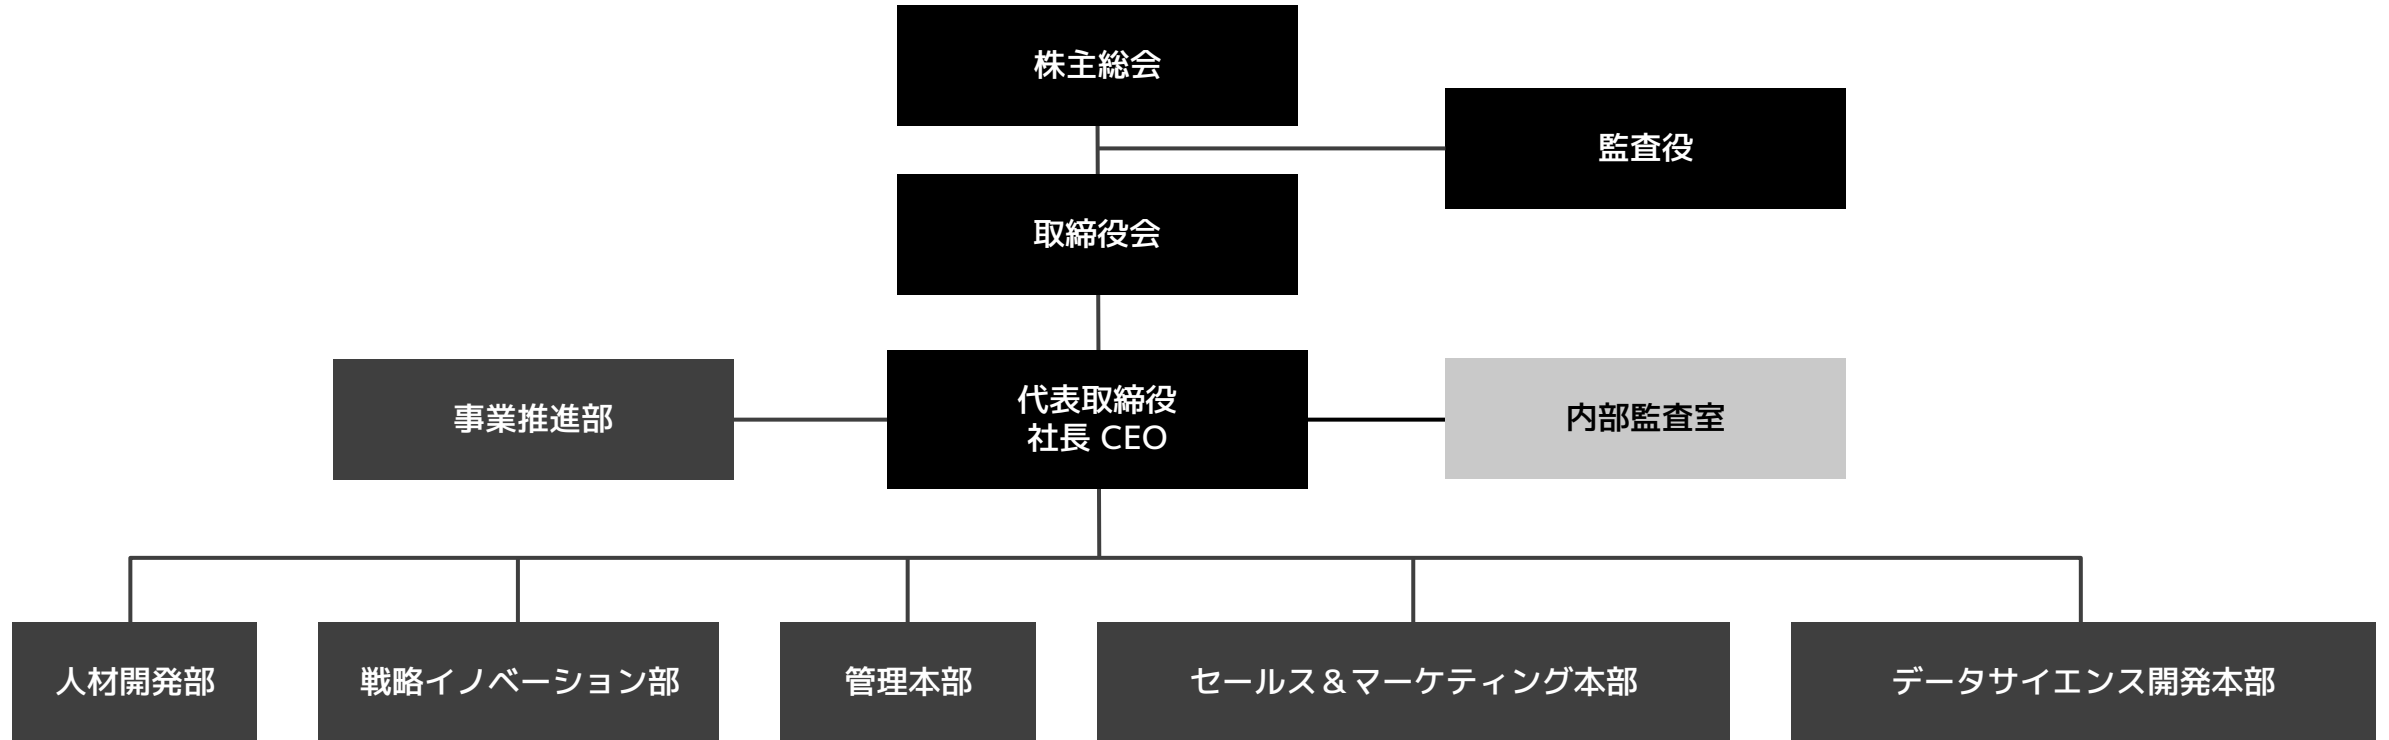 株主総会
監査役
取締役会
事業推進部
代表取締役
社長 CEO
内部監査室
人材開発部
戦略イノベーション部
管理本部
セールス＆マーケティング本部
データサイエンス開発本部